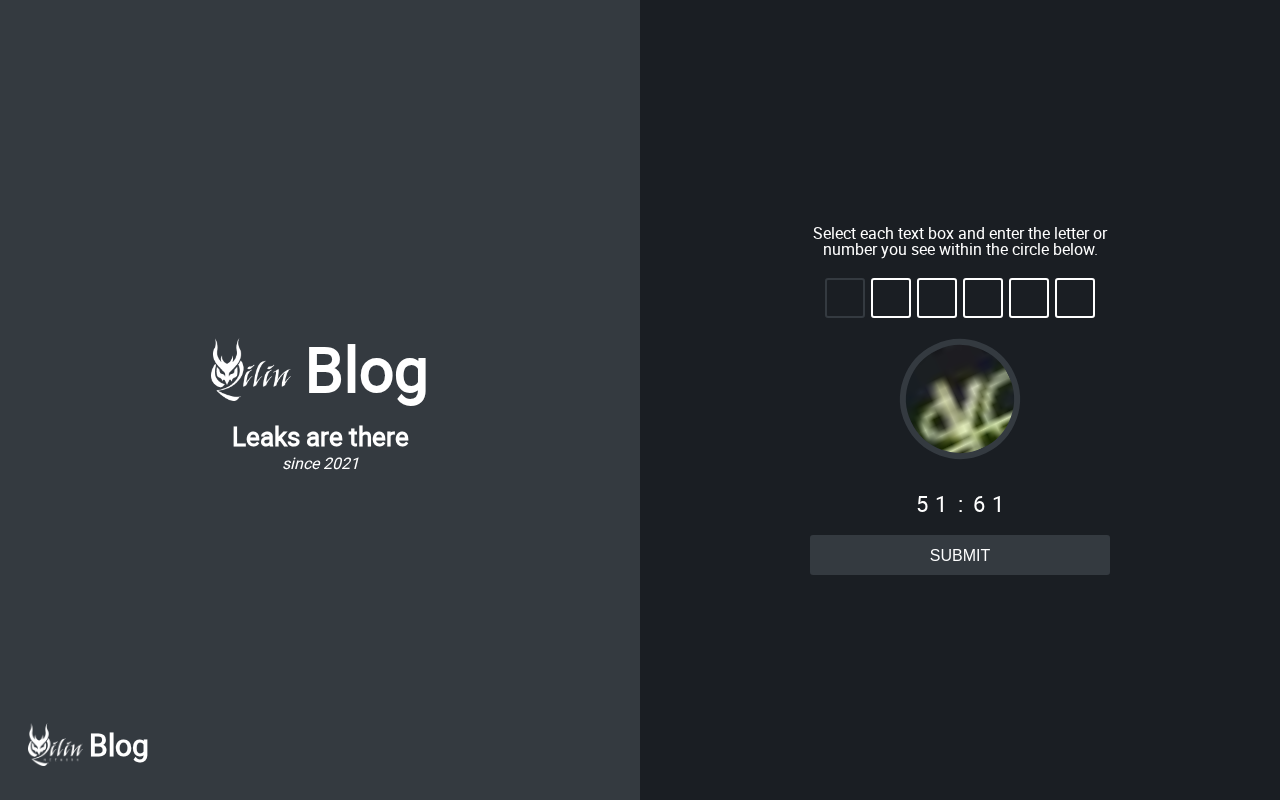 Select each text box and enter the letter or
number you see within the circle below.
Qilin Blog
Leaks are there
since 2021
51:61
SUBMIT
Qilin Blog